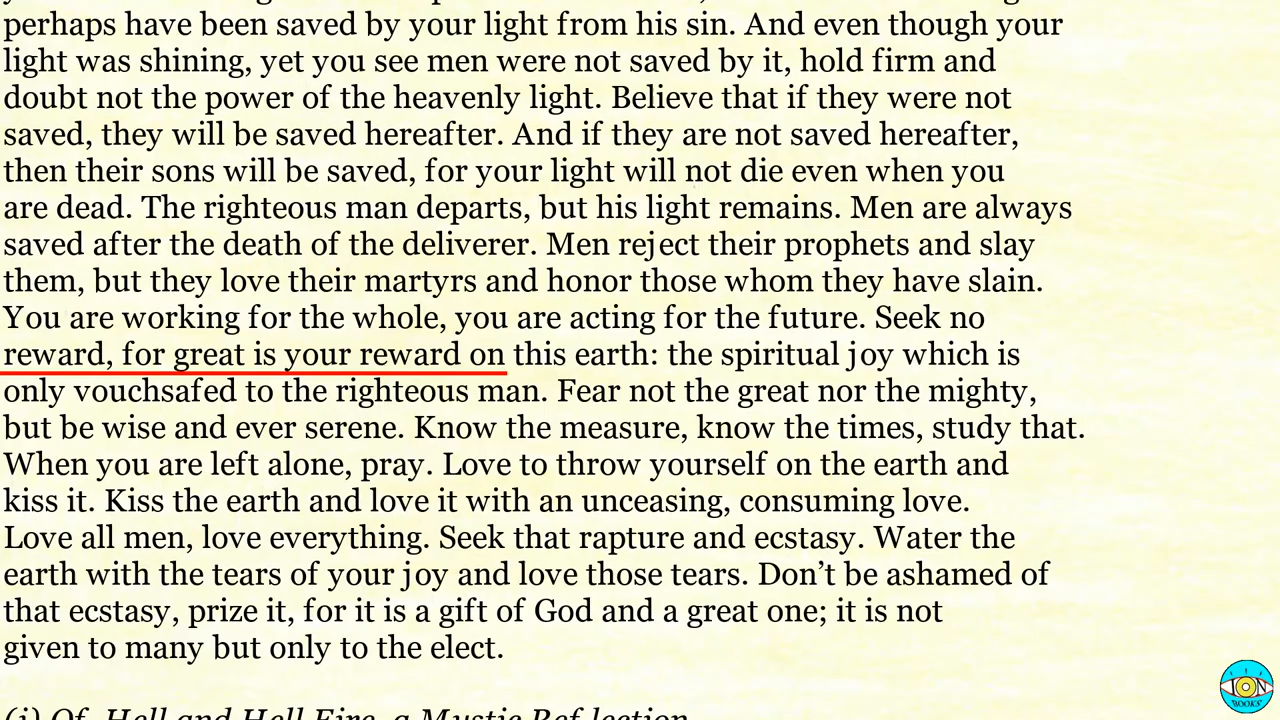 perhaps have been saved by your light from his sin. And even though your
light was shining, yet you see men were not saved by it, hold firm and
doubt not the power of the heavenly light. Believe that if they were not
saved, they will be saved hereafter. And if they are not saved hereafter,
then their sons will be saved, for your light will not die even when you
are dead. The righteous man departs, but his light remains. Men are always
saved after the death of the deliverer. Men reject their prophets and slay
them, but they love their martyrs and honor those whom they have slain.
You are working for the whole, you are acting for the future. Seek no
reward, for great is your reward on this earth: the spiritual joy which is
only vouchsafed to the righteous man. Fear not the great nor the mighty,
but be wise and ever serene. Know the measure, know the times, study that.
When you are left alone, pray. Love to throw yourself on the earth and
kiss it. Kiss the earth and love it with an unceasing, consuming love.
Love all men, love everything. Seek that rapture and ecstasy. Water the
earth with the tears of your joy and love those tears. Don’t be ashamed of
that ecstasy, prize it, for it is a gift of God and a great one; it is not
given to many but only to the elect.
(i) Of Hell and Hell Fire, a Mystic Ref lection
ION
BOOKS